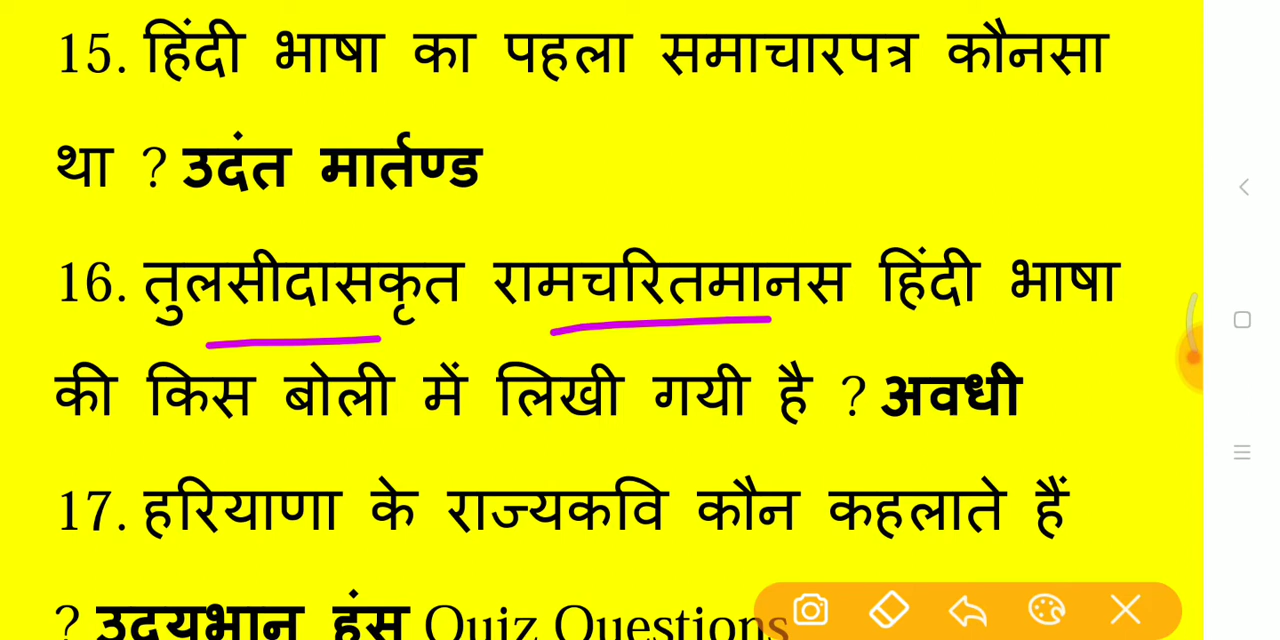 15. हिंदी भाषा का पहला समाचारपत्र कौनसा
था ? उदंत मार्तण्ड
16. तुलसीदासकृत रामचरितमानस हिंदी भाषा
की किस बोली में लिखी गयी है ? अवधी
17. हरियाणा के राज्यकवि कौन कहलाते हैं
? उदयभान हंस Quiz Questions